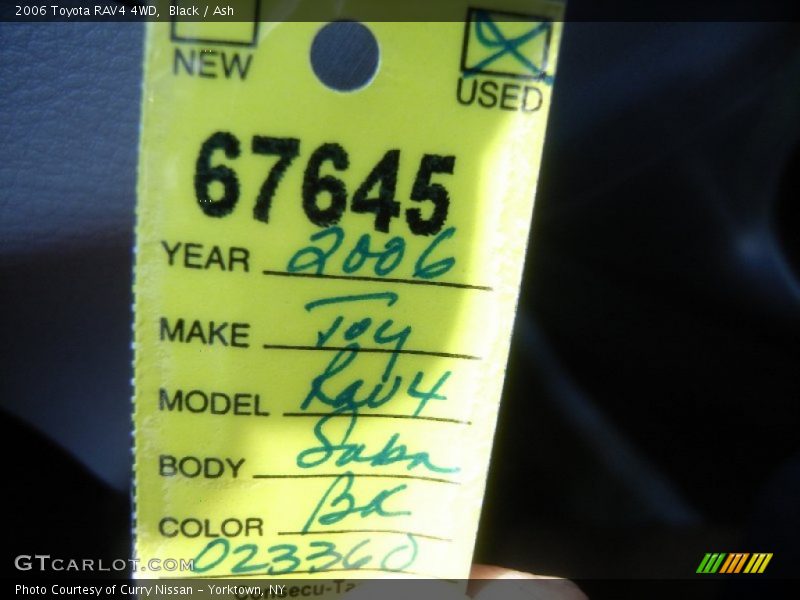 2006 Toyota RAV4 4WD, Black / Ash
NEW USED
67645
YEAR 2006
MAKE Toy
MODEL Rav4
BODY
COLOR BK
023360
GTCARLOT.COM
Photo Courtesy of Curry Nissan - Yorktown, NY